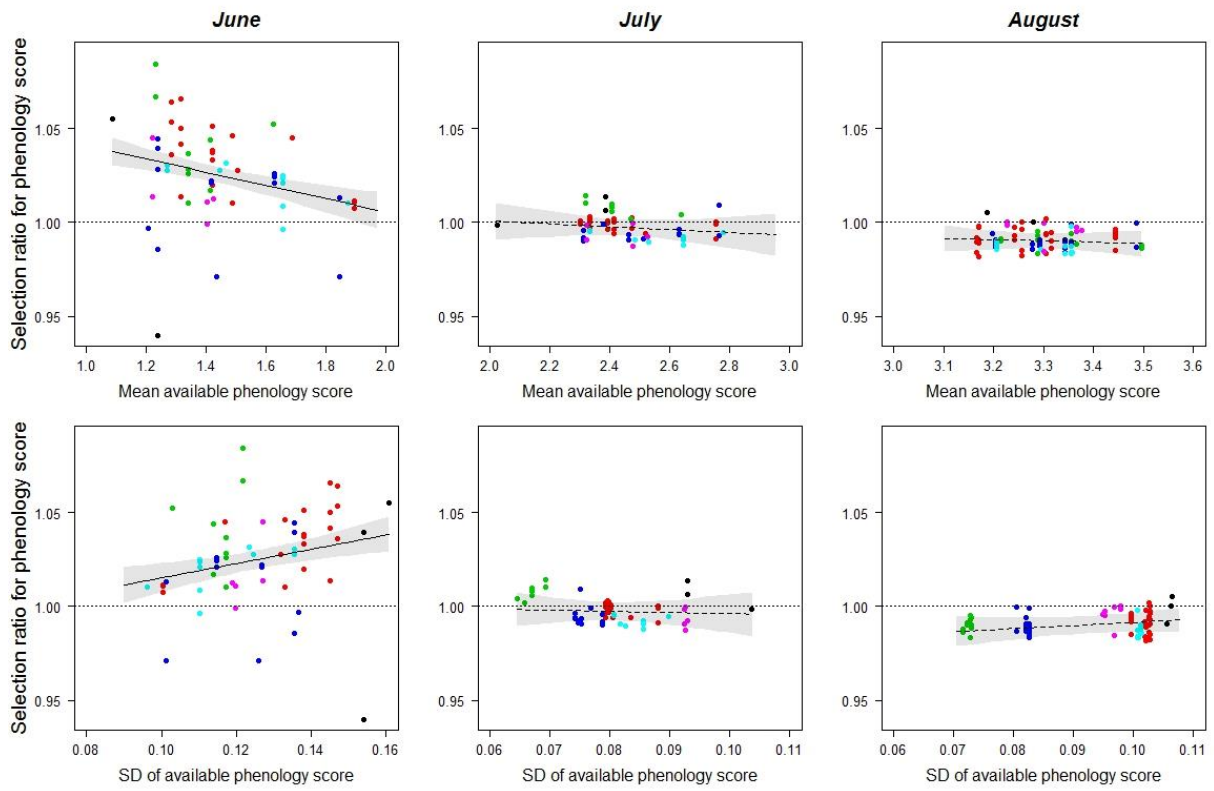 June July August
Selection ratio for phenology score
1.05 1.05 1.05
1.00 1.00 1.00
0.95 0.95 0.95
1.0 1.2 1.4 1.6 1.8 2.0 2.0 2.2 2.4 2.6 2.8 3.0 3.0 3.1 3.2 3.3 3.4 3.5 3.6
Mean available phenology score Mean available phenology score Mean available phenology score
Selection ratio for phenology score
1.05 1.05 1.05
1.00 1.00 1.00
0.95 0.95 0.95
0.08 0.10 0.12 0.14 0.16 0.06 0.07 0.08 0.09 0.10 0.11 0.06 0.07 0.08 0.09 0.10 0.11
SD of available phenology score SD of available phenology score SD of available phenology score